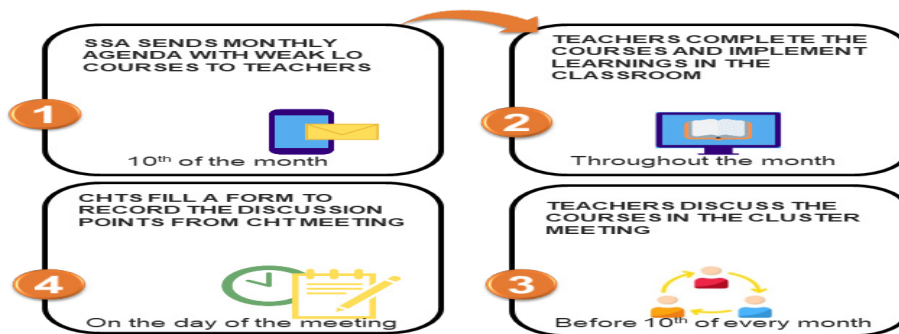 SSA SENDS MONTHLY
AGENDA WITH WEAK LO
COURSES TO TEACHERS
1
10th of the month
TEACHERS COMPLETE THE
COURSES AND IMPLEMENT
LEARNINGS IN THE
CLASSROOM
2
Throughout the month
TEACHERS DISCUSS THE
COURSES IN THE CLUSTER
MEETING
3
Before 10th of every month
CHTS FILL A FORM TO
RECORD THE DISCUSSION
POINTS FROM CHT MEETING
4
On the day of the meeting